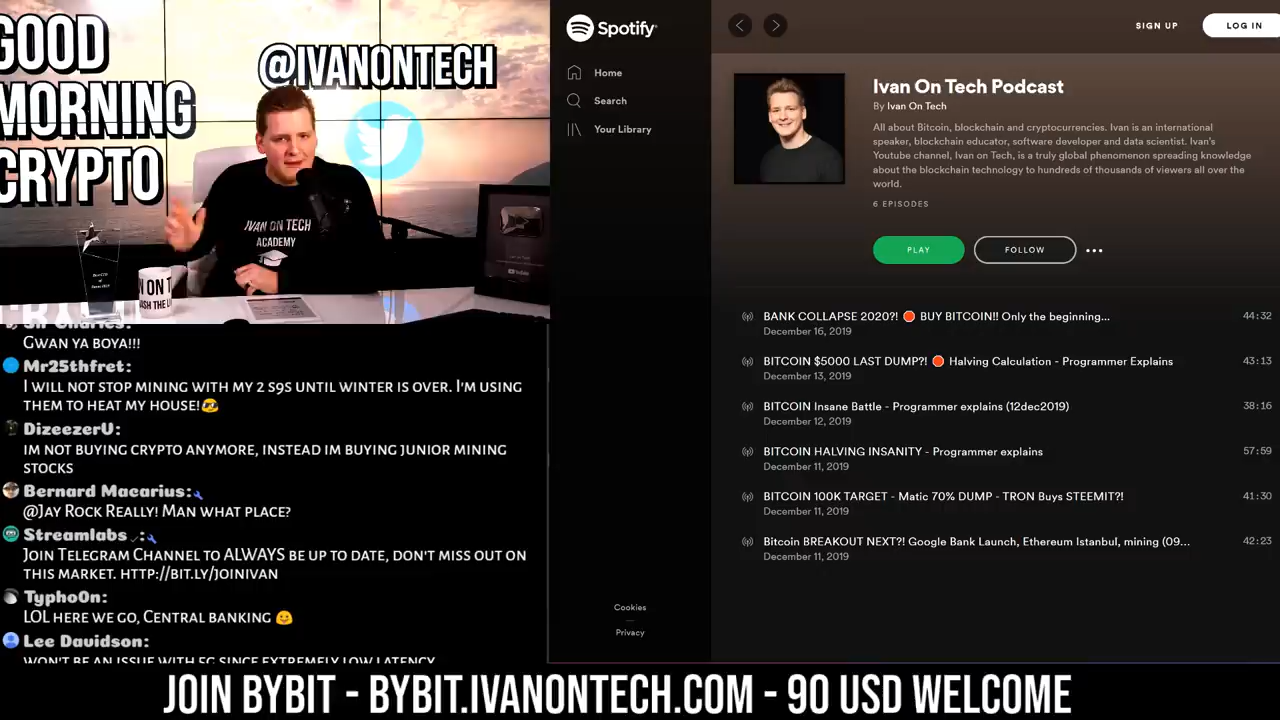 GOOD
MORNING
CRYPTO
@IVANONTECH
IVAN ON TECH
ACADEMY
Sir Charles:
GWAN YA BOYA!!!
Mr25thfret:
I WILL NOT STOP MINING WITH MY 2 S9S UNTIL WINTER IS OVER. I'M USING
THEM TO HEAT MY HOUSE!
DizeezerU:
IM NOT BUYING CRYPTO ANYMORE, INSTEAD IM BUYING JUNIOR MINING
STOCKS
Bernard Macarius:
@JAY ROCK REALLY! MAN WHAT PLACE?
Streamlabs :
JOIN TELEGRAM CHANNEL TO ALWAYS BE UP TO DATE, DON'T MISS OUT ON
THIS MARKET. HTTP://BIT.LY/JOINIVAN
Typho0n:
LOL HERE WE GO, CENTRAL BANKING
Lee Davidson:
WON'T BE AN ISSUE WITH 5G SINCE EXTREMELY LOW LATENCY
Spotify
Home
Search
Your Library
Cookies
Privacy
SIGN UP
LOG IN
Ivan On Tech Podcast
By Ivan On Tech
All about Bitcoin, blockchain and cryptocurrencies. Ivan is an international
speaker, blockchain educator, software developer and data scientist. Ivan's
Youtube channel, Ivan on Tech, is a truly global phenomenon spreading knowledge
about the blockchain technology to hundreds of thousands of viewers all over the
world.
6 EPISODES
PLAY
FOLLOW
BANK COLLAPSE 2020?! 🛑 BUY BITCOIN!! Only the beginning... 44:32
December 16, 2019
BITCOIN $5000 LAST DUMP?! 🛑 Halving Calculation - Programmer Explains 43:13
December 13, 2019
BITCOIN Insane Battle - Programmer explains (12dec2019) 38:16
December 12, 2019
BITCOIN HALVING INSANITY - Programmer explains 57:59
December 11, 2019
BITCOIN 100K TARGET - Matic 70% DUMP - TRON Buys STEEMIT?! 41:30
December 11, 2019
Bitcoin BREAKOUT NEXT?! Google Bank Launch, Ethereum Istanbul, mining (09... 42:23
December 11, 2019
JOIN BYBIT - BYBIT.IVANONTECH.COM - 90 USD WELCOME